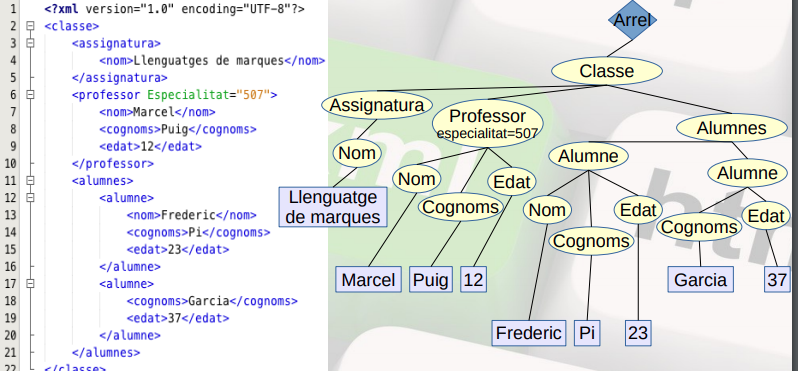 1 <?xml version="1.0" encoding="UTF-8"?>
2 <classe>
3 <assignatura>
4 <nom>Llenguatges de marques</nom>
5 </assignatura>
6 <professor Especialitat="507">
7 <nom>Marcel</nom>
8 <cognoms>Puig</cognoms>
9 <edat>12</edat>
10 </professor>
11 <alumnes>
12 <alumne>
13 <nom>Frederic</nom>
14 <cognoms>Pi</cognoms>
15 <edat>23</edat>
16 </alumne>
17 <alumne>
18 <cognoms>Garcia</cognoms>
19 <edat>37</edat>
20 </alumne>
21 </alumnes>
22 </classe>
Arrel
Classe
Assignatura
Professor
especialitat=507
Alumnes
Nom
Nom
Cognoms
Edat
Alumne
Alumne
Nom
Cognoms
Edat
Cognoms
Edat
Llenguatge
de marques
Marcel
Puig
12
Garcia
37
Frederic
Pi
23
xml
ht